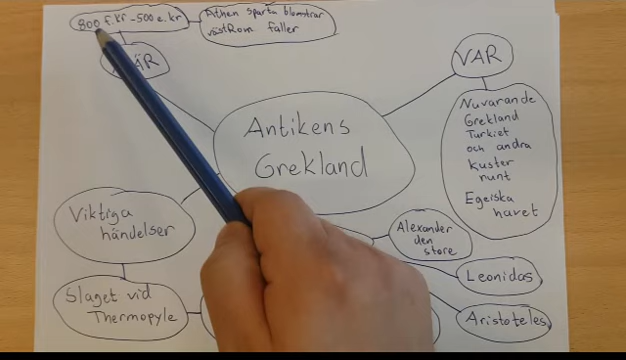 800 f.kr - 500 e.kr
Athen sparta blomstrar
västRom faller
VAR
Nuvarande
Grekland
Turkiet
och andra
kuster
runt
Egeiska
havet
Antikens
Grekland
Viktiga
händelser
Slaget vid
Thermopyle
Alexander
den
store
Leonidas
Aristoteles